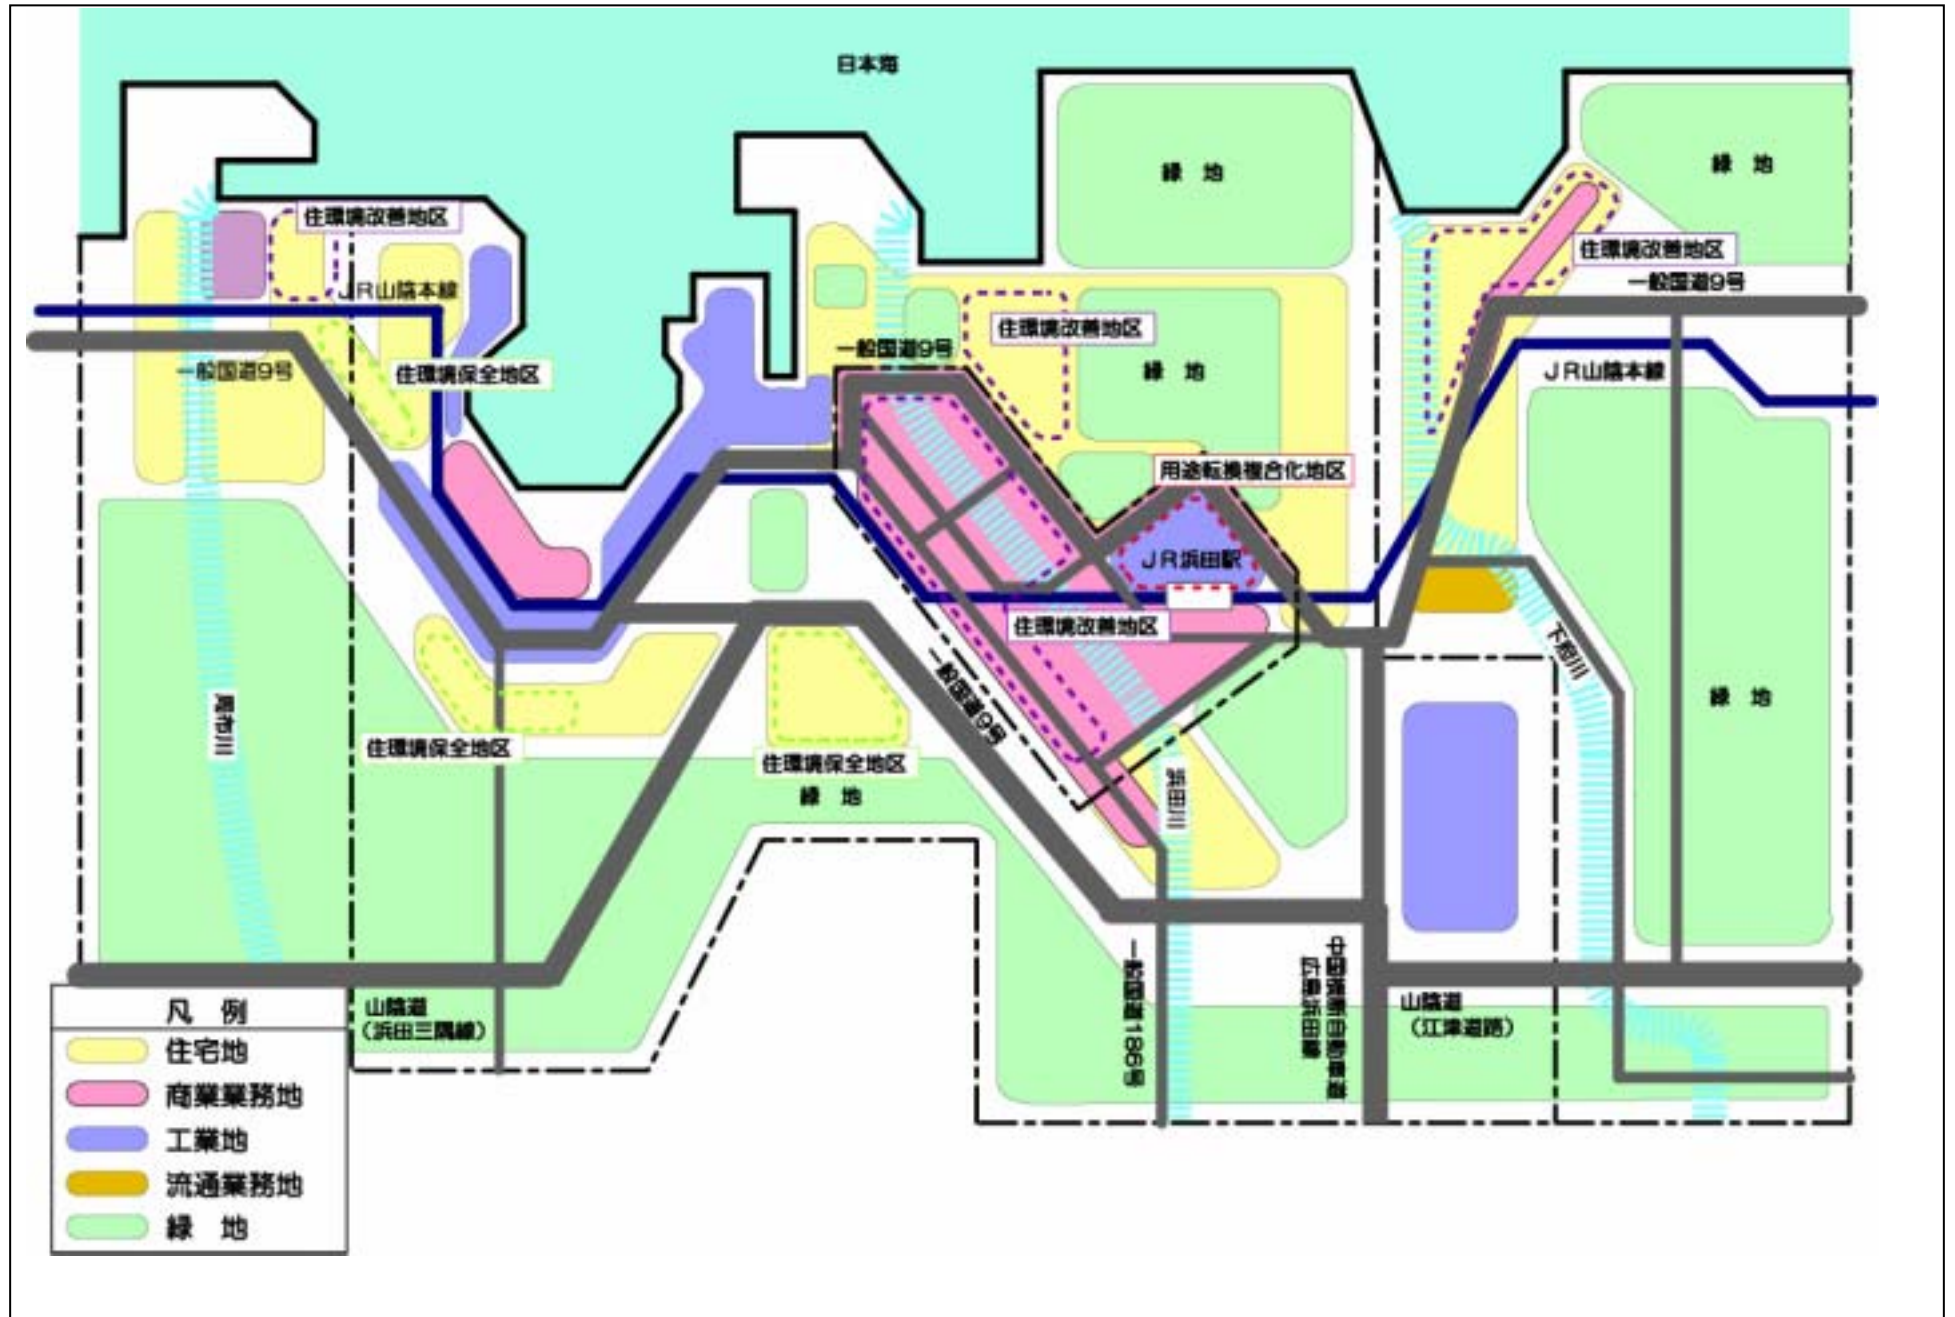 日本海
緑 地
緑 地
住環境改善地区
住環境改善地区
一般国道9号
JR山陰本線
住環境改善地区
一般国道9号
一般国道9号
住環境保全地区
緑 地
JR山陰本線
用途転換複合化地区
JR浜田駅
住環境改善地区
下府川
一般国道9号
周布川
緑 地
住環境保全地区
住環境保全地区
緑 地
浜田川
一般国道186号
中国横断自動車道
広島浜田線
山陰道
(浜田三隅線)
山陰道
(江津道路)
凡 例
住宅地
商業業務地
工業地
流通業務地
緑 地